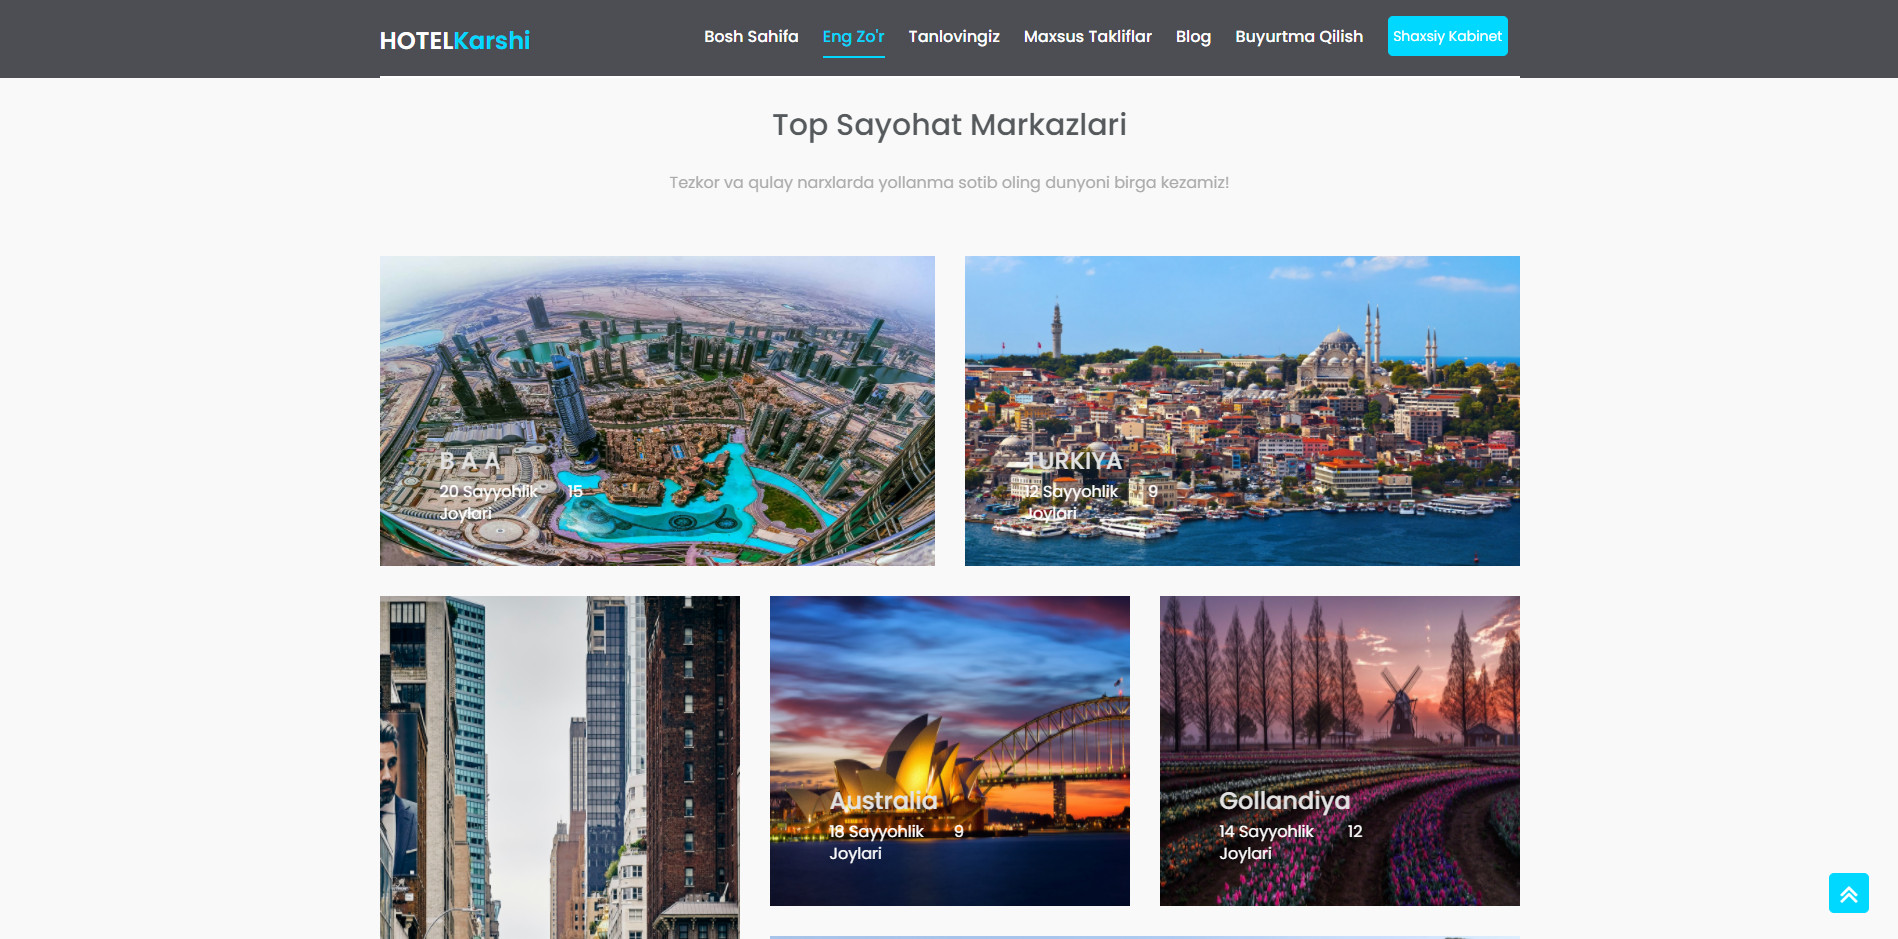 HOTELKarshi
Bosh Sahifa
Eng Zo'r
Tanlovingiz
Maxsus Takliflar
Blog
Buyurtma Qilish
Shaxsiy Kabinet
Top Sayohat Markazlari
Tezkor va qulay narxlarda yollanma sotib oling dunyoni birga kezamiz!
B A A
20 Sayyohlik
Joylari
15
TURKIYA
12 Sayyohlik
Joylari
9
Australia
18 Sayyohlik
Joylari
9
Gollandiya
14 Sayyohlik
Joylari
12